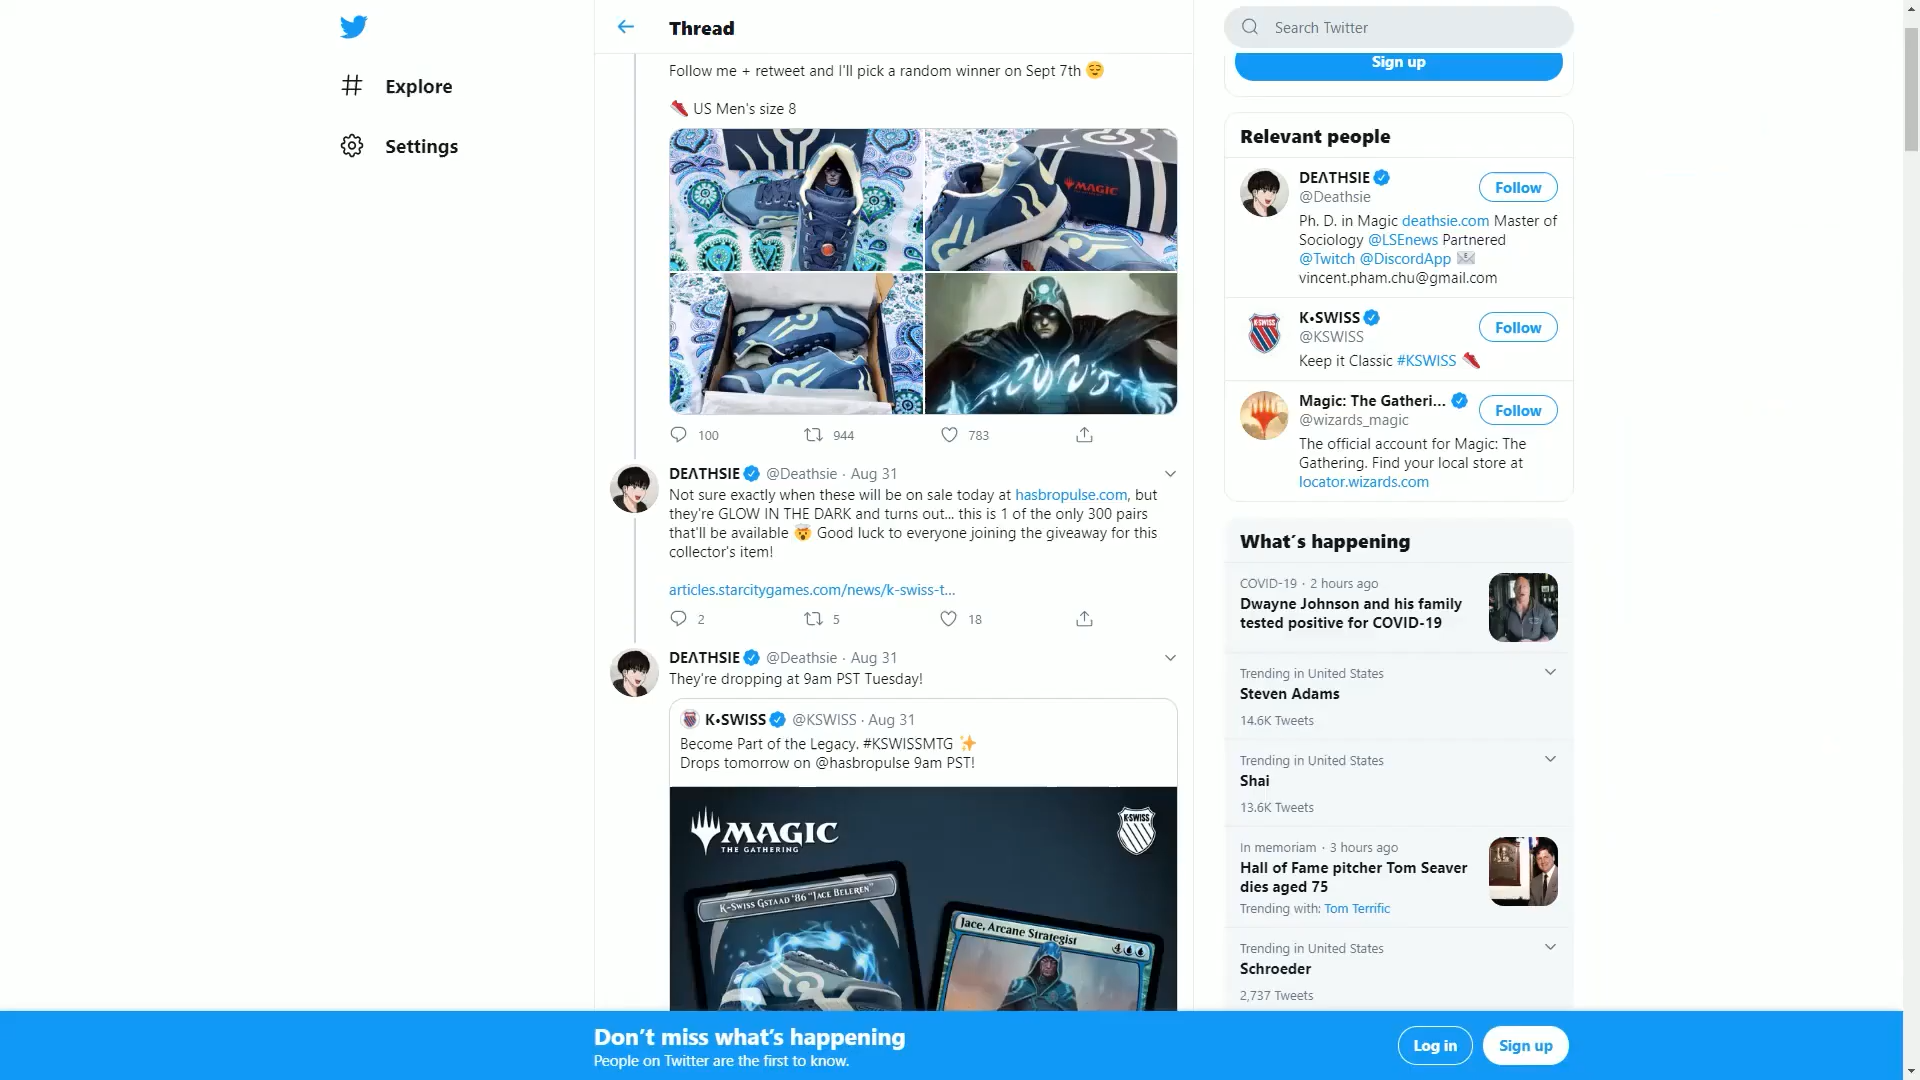 Thread
Search Twitter
Sign up
Explore
Settings
Follow me + retweet and I'll pick a random winner on Sept 7th 😌
👟 US Men's size 8
MAGIC
100
944
783
DEΛTHSIE @Deathsie · Aug 31
Not sure exactly when these will be on sale today at hasbropulse.com, but
they're GLOW IN THE DARK and turns out... this is 1 of the only 300 pairs
that'll be available 🤯 Good luck to everyone joining the giveaway for this
collector's item!
articles.starcitygames.com/news/k-swiss-t...
2
5
18
DEΛTHSIE @Deathsie · Aug 31
They're dropping at 9am PST Tuesday!
K•SWISS @KSWISS · Aug 31
Become Part of the Legacy. #KSWISSMTG ✨
Drops tomorrow on @hasbropulse 9am PST!
MAGIC
THE GATHERING
K·SWISS
K-Swiss Gstaad '86 "Jace Beleren"
Jace, Arcane Strategist
4
Relevant people
DEΛTHSIE
@Deathsie
Follow
Ph. D. in Magic deathsie.com Master of
Sociology @LSEnews Partnered
@Twitch @DiscordApp 📧
vincent.pham.chu@gmail.com
K•SWISS
@KSWISS
Follow
Keep it Classic #KSWISS 👟
K·SWISS
Magic: The Gatheri...
@wizards_magic
Follow
The official account for Magic: The
Gathering. Find your local store at
locator.wizards.com
What's happening
COVID-19 · 2 hours ago
Dwayne Johnson and his family
tested positive for COVID-19
Trending in United States
Steven Adams
14.6K Tweets
Trending in United States
Shai
13.6K Tweets
In memoriam · 3 hours ago
Hall of Fame pitcher Tom Seaver
dies aged 75
Trending with: Tom Terrific
Trending in United States
Schroeder
2,737 Tweets
Don't miss what's happening
People on Twitter are the first to know.
Log in
Sign up